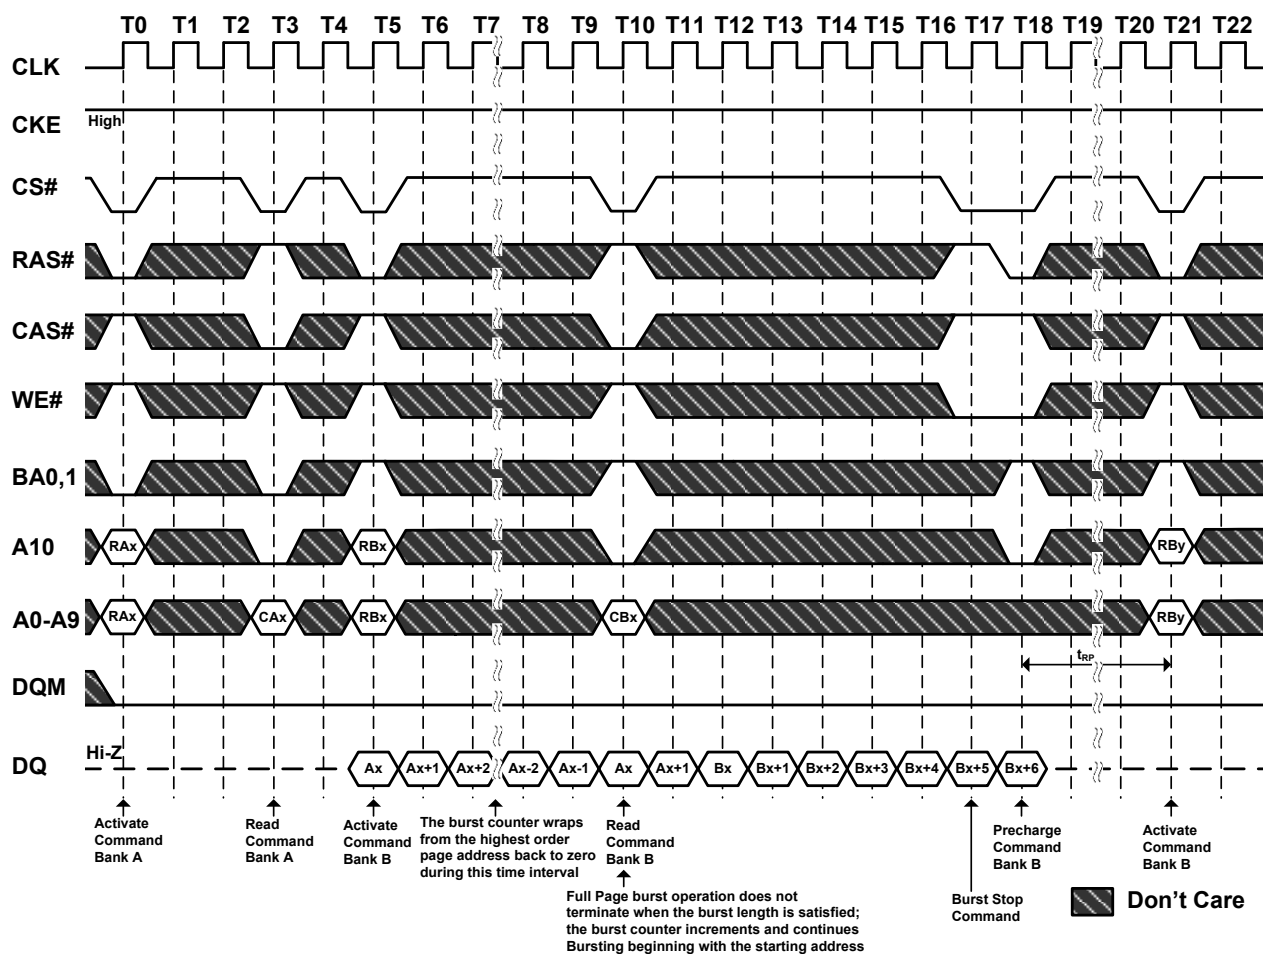 T0 T1 T2 T3 T4 T5 T6 T7 T8 T9 T10 T11 T12 T13 T14 T15 T16 T17 T18 T19 T20 T21 T22
CLK
CKE High
CS#
RAS#
CAS#
WE#
BA0,1
A10 RAx RBx RBy
A0-A9 RAx CAx RBx CBx RBy
tRP
DQM
DQ Hi-Z Ax Ax+1 Ax+2 Ax-2 Ax-1 Ax Ax+1 Bx Bx+1 Bx+2 Bx+3 Bx+4 Bx+5 Bx+6
Activate
Command
Bank A
Read
Command
Bank A
Activate
Command
Bank B
The burst counter wraps
from the highest order
page address back to zero
during this time interval
Read
Command
Bank B
Full Page burst operation does not
terminate when the burst length is satisfied;
the burst counter increments and continues
Bursting beginning with the starting address
Burst Stop
Command
Precharge
Command
Bank B
Activate
Command
Bank B
Don't Care